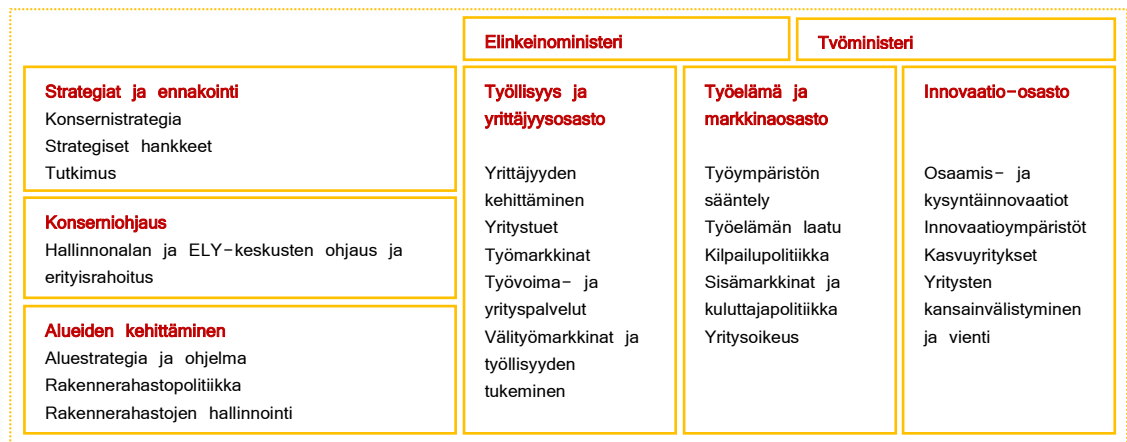 Elinkeinoministeri
Tvöministeri
Strategiat ja ennakointi
Konsernistrategia
Strategiset hankkeet
Tutkimus
Konserniohjaus
Hallinnonalan ja ELY-keskusten ohjaus ja
erityisrahoitus
Alueiden kehittäminen
Aluestrategia ja ohjelma
Rakennerahastopolitiikka
Rakennerahastojen hallinnointi
Työllisyys ja
yrittäjyysosasto
Yrittäjyyden
kehittäminen
Yritystuet
Työmarkkinat
Työvoima- ja
yrityspalvelut
Välityömarkkinat ja
työllisyyden
tukeminen
Työelämä ja
markkinaosasto
Työympäristön
sääntely
Työelämän laatu
Kilpailupolitiikka
Sisämarkkinat ja
kuluttajapolitiikka
Yritysoikeus
Innovaatio-osasto
Osaamis- ja
kysyntäinnovaatiot
Innovaatioympäristöt
Kasvuyritykset
Yritysten
kansainvälistyminen
ja vienti